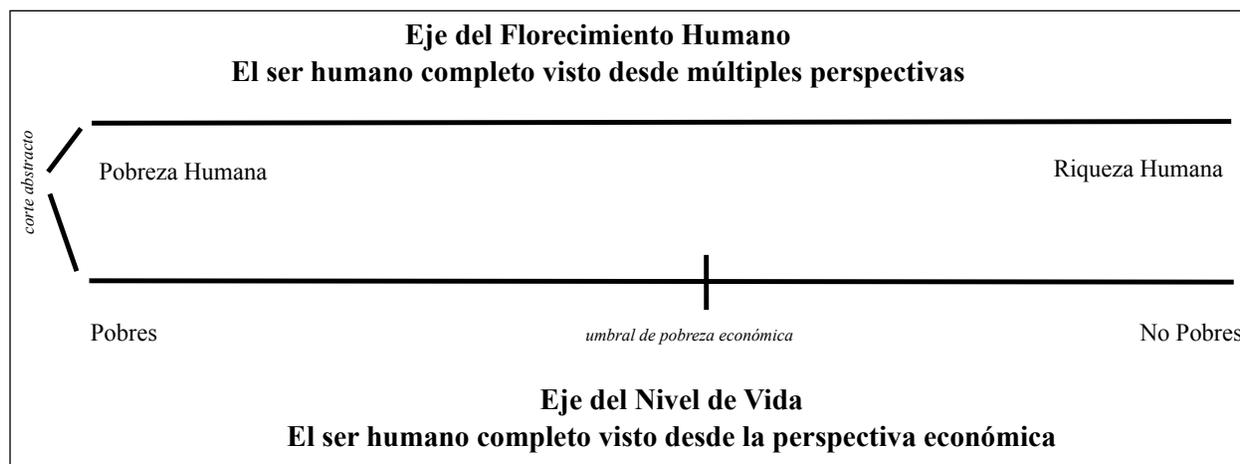 Eje del Florecimiento Humano
El ser humano completo visto desde múltiples perspectivas
corte abstracto
Pobreza Humana
Riqueza Humana
Pobres
umbral de pobreza económica
No Pobres
Eje del Nivel de Vida
El ser humano completo visto desde la perspectiva económica